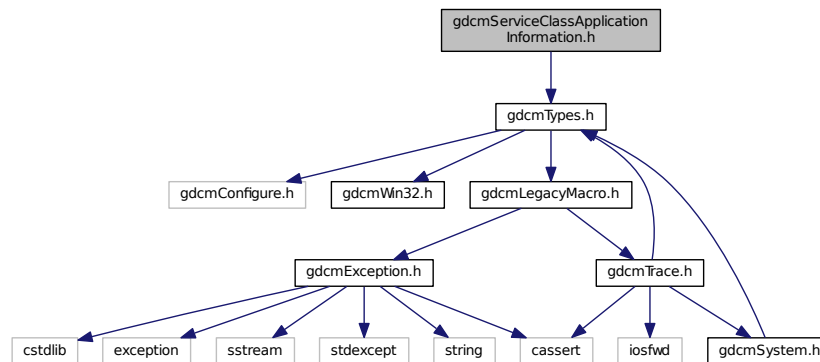 gdcmServiceClassApplication
Information.h
gdcmTypes.h
gdcmConfigure.h
gdcmWin32.h
gdcmLegacyMacro.h
gdcmException.h
gdcmTrace.h
cstdlib
exception
sstream
stdexcept
string
cassert
iosfwd
gdcmSystem.h